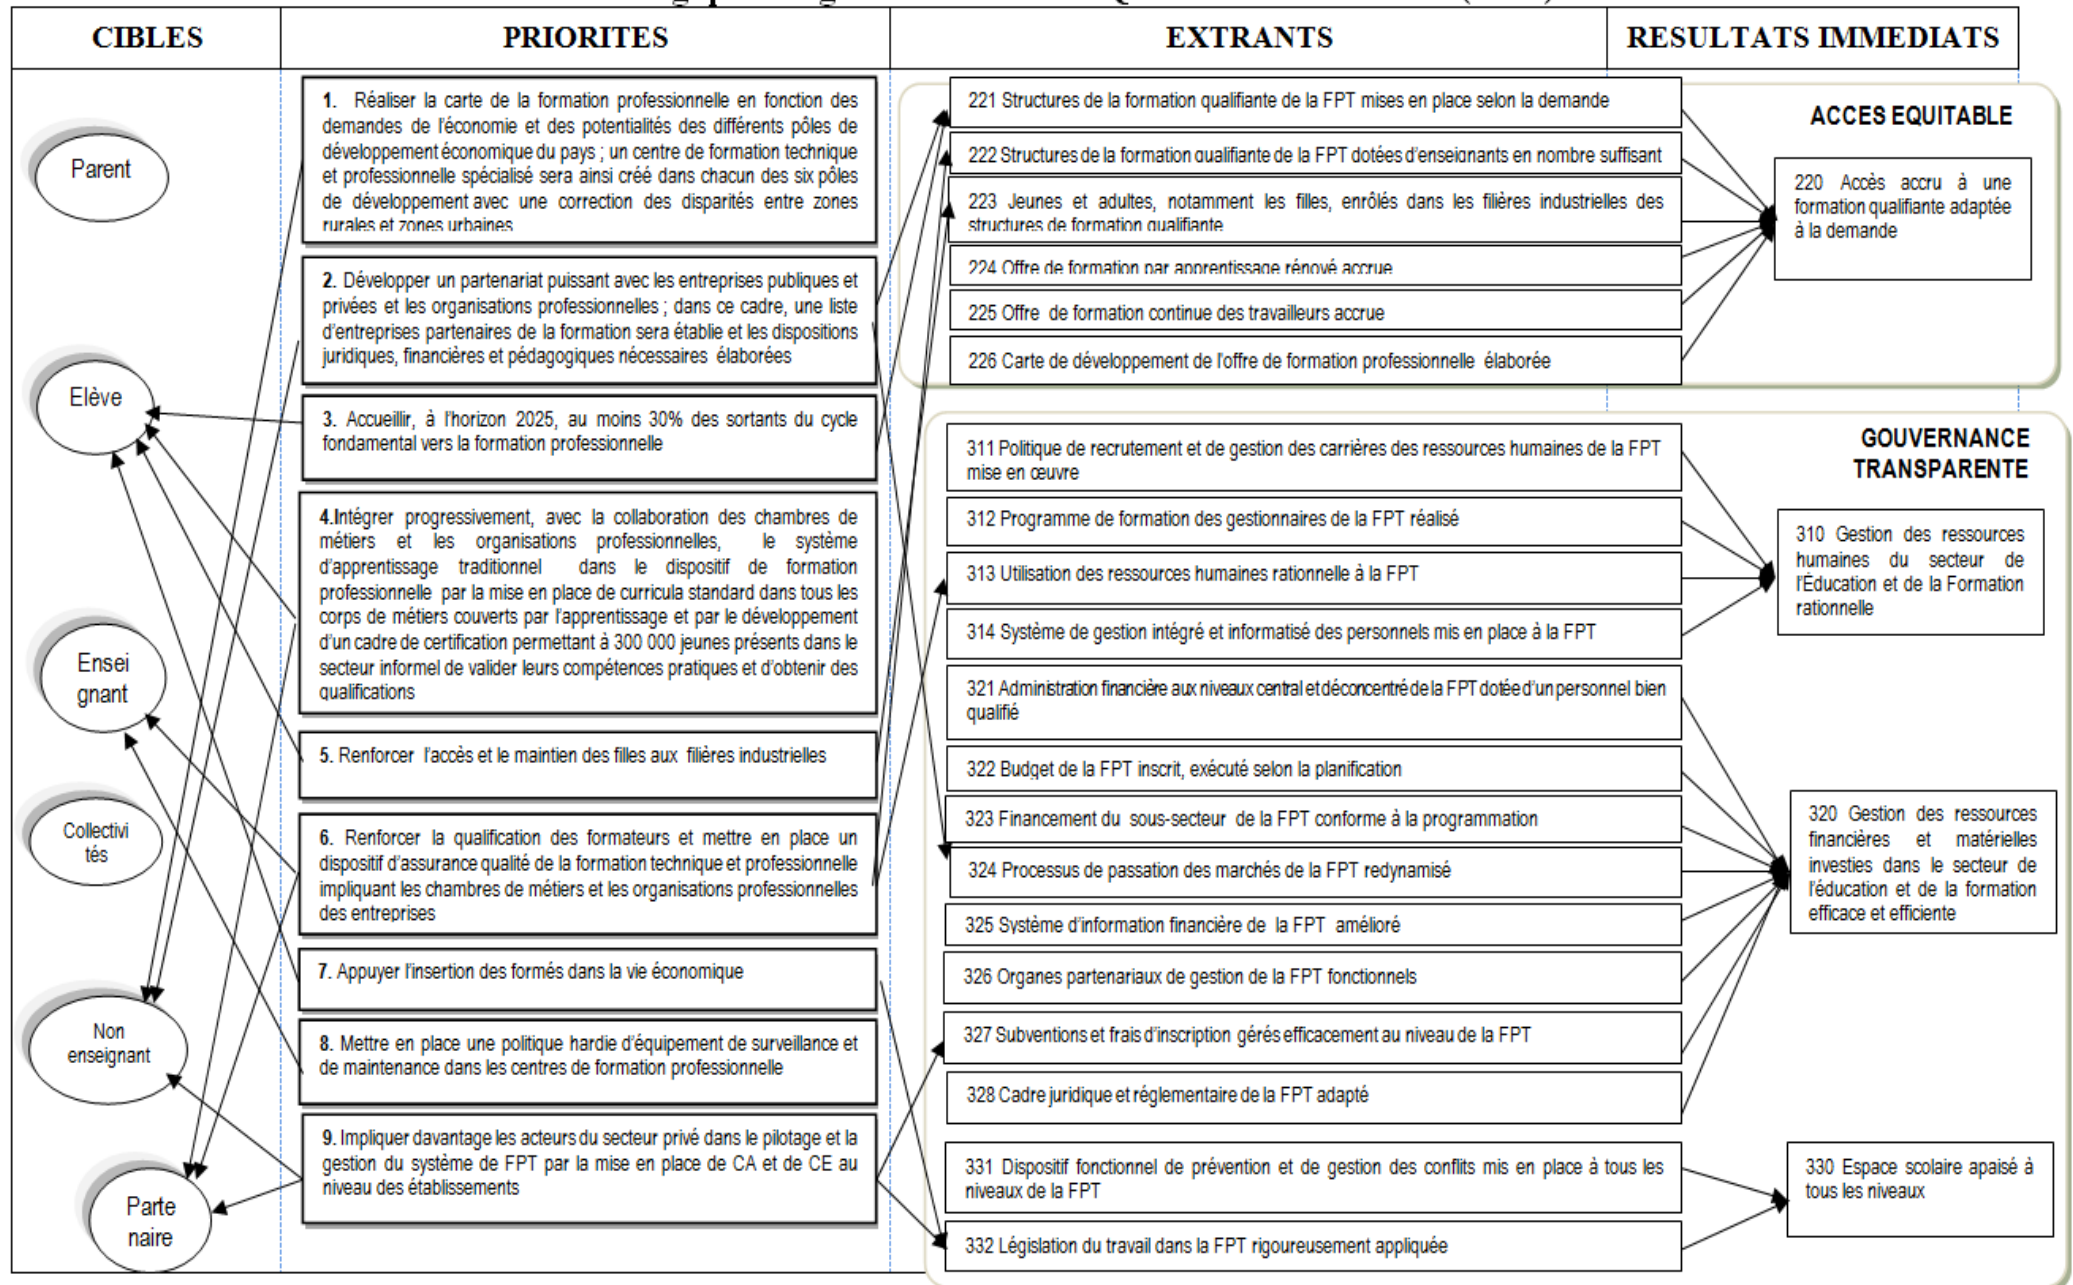 CIBLES
PRIORITES
EXTRANTS
RESULTATS IMMEDIATS
Parent
Elève
Ensei
gnant
Collectivi
tés
Non
enseignant
Parte
naire
1. Réaliser la carte de la formation professionnelle en fonction des
demandes de l'économie et des potentialités des différents pôles de
développement économique du pays ; un centre de formation technique
et professionnelle spécialisé sera ainsi créé dans chacun des six pôles
de développement avec une correction des disparités entre zones
rurales et zones urbaines
2. Développer un partenariat puissant avec les entreprises publiques et
privées et les organisations professionnelles ; dans ce cadre, une liste
d'entreprises partenaires de la formation sera établie et les dispositions
juridiques, financières et pédagogiques nécessaires élaborées
3. Accueillir, à l'horizon 2025, au moins 30% des sortants du cycle
fondamental vers la formation professionnelle
4.Intégrer progressivement, avec la collaboration des chambres de
métiers et les organisations professionnelles, le système
d'apprentissage traditionnel dans le dispositif de formation
professionnelle par la mise en place de curricula standard dans tous les
corps de métiers couverts par l'apprentissage et par le développement
d'un cadre de certification permettant à 300 000 jeunes présents dans le
secteur informel de valider leurs compétences pratiques et d'obtenir des
qualifications
5. Renforcer l'accès et le maintien des filles aux filières industrielles
6. Renforcer la qualification des formateurs et mettre en place un
dispositif d'assurance qualité de la formation technique et professionnelle
impliquant les chambres de métiers et les organisations professionnelles
des entreprises
7. Appuyer l'insertion des formés dans la vie économique
8. Mettre en place une politique hardie d'équipement de surveillance et
de maintenance dans les centres de formation professionnelle
9. Impliquer davantage les acteurs du secteur privé dans le pilotage et la
gestion du système de FPT par la mise en place de CA et de CE au
niveau des établissements
221 Structures de la formation qualifiante de la FPT mises en place selon la demande
222 Structures de la formation qualifiante de la FPT dotées d'enseignants en nombre suffisant
223 Jeunes et adultes, notamment les filles, enrôlés dans les filières industrielles des
structures de formation qualifiante
224 Offre de formation par apprentissage rénové accrue
225 Offre de formation continue des travailleurs accrue
226 Carte de développement de l'offre de formation professionnelle élaborée
311 Politique de recrutement et de gestion des carrières des ressources humaines de la FPT
mise en œuvre
312 Programme de formation des gestionnaires de la FPT réalisé
313 Utilisation des ressources humaines rationnelle à la FPT
314 Système de gestion intégré et informatisé des personnels mis en place à la FPT
321 Administration financière aux niveaux central et déconcentré de la FPT dotée d'un personnel bien
qualifié
322 Budget de la FPT inscrit, exécuté selon la planification
323 Financement du sous-secteur de la FPT conforme à la programmation
324 Processus de passation des marchés de la FPT redynamisé
325 Système d'information financière de la FPT amélioré
326 Organes partenariaux de gestion de la FPT fonctionnels
327 Subventions et frais d'inscription gérés efficacement au niveau de la FPT
328 Cadre juridique et réglementaire de la FPT adapté
331 Dispositif fonctionnel de prévention et de gestion des conflits mis en place à tous les
niveaux de la FPT
332 Législation du travail dans la FPT rigoureusement appliquée
ACCES EQUITABLE
220 Accès accru à une
formation qualifiante adaptée
à la demande
GOUVERNANCE
TRANSPARENTE
310 Gestion des ressources
humaines du secteur de
l'Éducation et de la Formation
rationnelle
320 Gestion des ressources
financières et matérielles
investies dans le secteur de
l'éducation et de la formation
efficace et efficiente
330 Espace scolaire apaisé à
tous les niveaux